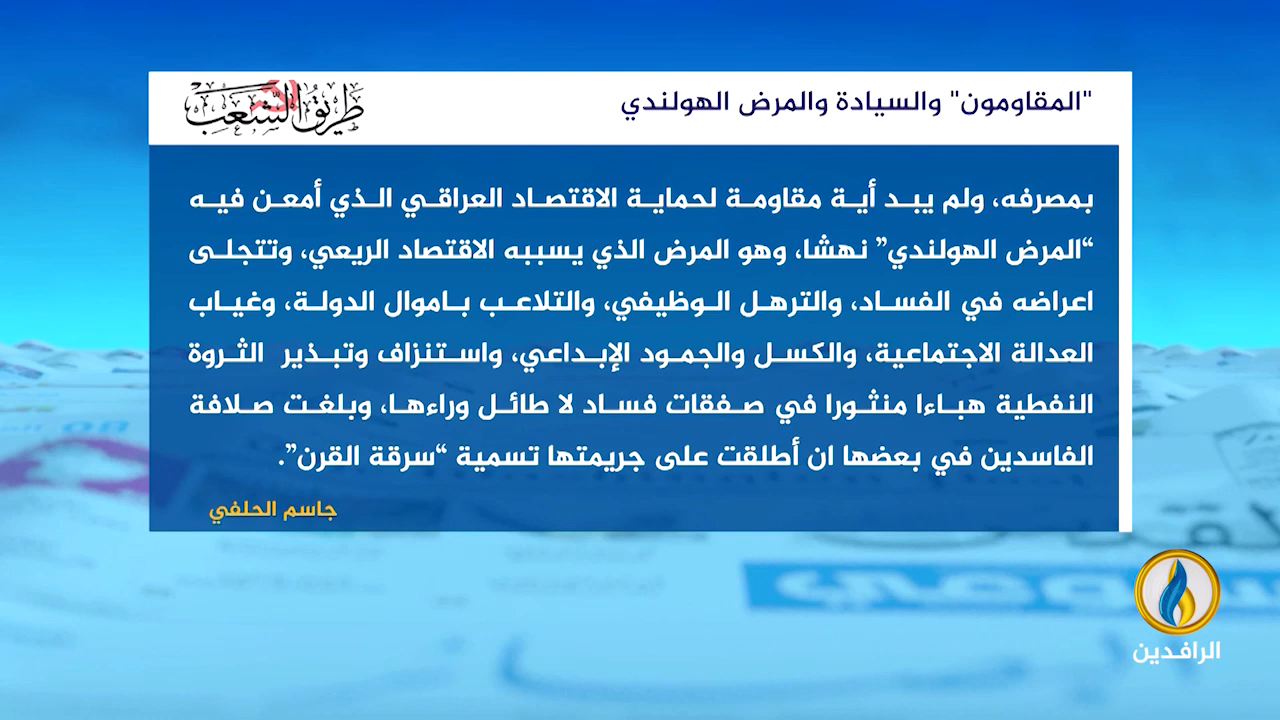 "المقاومون" والسيادة والمرض الهولندي
طريق الشعب
بمصرفه، ولم يبد أية مقاومة لحماية الاقتصاد العراقي الذي أمعن فيه
“المرض الهولندي” نهشا، وهو المرض الذي يسببه الاقتصاد الريعي، وتتجلى
اعراضه في الفساد، والترهل الوظيفي، والتلاعب باموال الدولة، وغياب
العدالة الاجتماعية، والكسل والجمود الإبداعي، واستنزاف وتبذير الثروة
النفطية هباءا منثورا في صفقات فساد لا طائل وراءها، وبلغت صلافة
الفاسدين في بعضها ان أطلقت على جريمتها تسمية “سرقة القرن”.
جاسم الحلفي
الرافدين